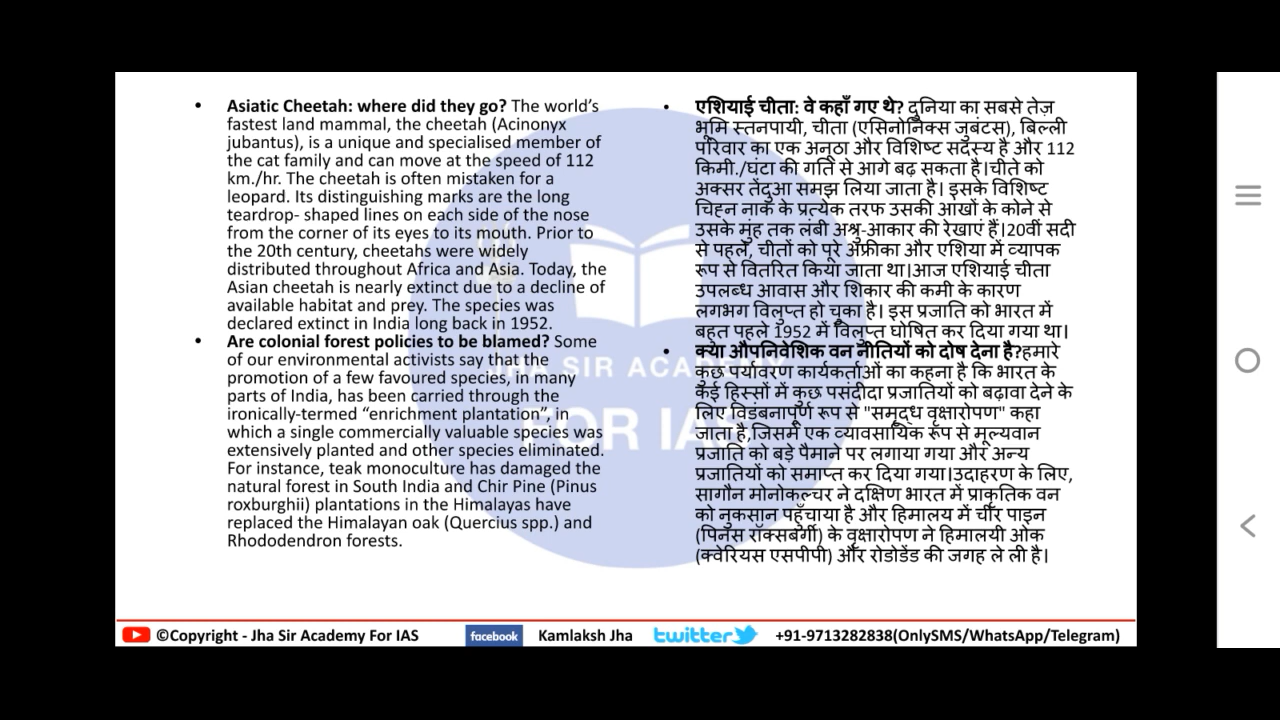 • Asiatic Cheetah: where did they go? The world’s
fastest land mammal, the cheetah (Acinonyx
jubantus), is a unique and specialised member of
the cat family and can move at the speed of 112
km./hr. The cheetah is often mistaken for a
leopard. Its distinguishing marks are the long
teardrop- shaped lines on each side of the nose
from the corner of its eyes to its mouth. Prior to
the 20th century, cheetahs were widely
distributed throughout Africa and Asia. Today, the
Asian cheetah is nearly extinct due to a decline of
available habitat and prey. The species was
declared extinct in India long back in 1952.
• Are colonial forest policies to be blamed? Some
of our environmental activists say that the
promotion of a few favoured species, in many
parts of India, has been carried through the
ironically-termed “enrichment plantation”, in
which a single commercially valuable species was
extensively planted and other species eliminated.
For instance, teak monoculture has damaged the
natural forest in South India and Chir Pine (Pinus
roxburghii) plantations in the Himalayas have
replaced the Himalayan oak (Quercius spp.) and
Rhododendron forests.
• एशियाई चीता: वे कहाँ गए थे? दुनिया का सबसे तेज़
भूमि स्तनपायी, चीता (एसिनोनिक्स जुबंटस), बिल्ली
परिवार का एक अनूठा और विशिष्ट सदस्य है और 112
किमी./घंटा की गति से आगे बढ़ सकता है।चीते को
अक्सर तेंदुआ समझ लिया जाता है। इसके विशिष्ट
चिह्न नाक के प्रत्येक तरफ उसकी आंखों के कोने से
उसके मुंह तक लंबी अश्रु-आकार की रेखाएं हैं।20वीं सदी
से पहले, चीतों को पूरे अफ्रीका और एशिया में व्यापक
रूप से वितरित किया जाता था।आज एशियाई चीता
उपलब्ध आवास और शिकार की कमी के कारण
लगभग विलुप्त हो चुका है। इस प्रजाति को भारत में
बहुत पहले 1952 में विलुप्त घोषित कर दिया गया था।
• क्या औपनिवेशिक वन नीतियों को दोष देना है?हमारे
कुछ पर्यावरण कार्यकर्ताओं का कहना है कि भारत के
कई हिस्सों में कुछ पसंदीदा प्रजातियों को बढ़ावा देने के
लिए विडंबनापूर्ण रूप से "समृद्ध वृक्षारोपण" कहा
जाता है,जिसमें एक व्यावसायिक रूप से मूल्यवान
प्रजाति को बड़े पैमाने पर लगाया गया और अन्य
प्रजातियों को समाप्त कर दिया गया।उदाहरण के लिए,
सागौन मोनोकल्चर ने दक्षिण भारत में प्राकृतिक वन
को नुकसान पहुँचाया है और हिमालय में चीर पाइन
(पिनस रॉक्सबर्गी) के वृक्षारोपण ने हिमालयी ओक
(क्वेरियस एसपीपी) और रोडोडेंड की जगह ले ली है।
JHA SIR ACADEMY
FOR IAS
©Copyright - Jha Sir Academy For IAS facebook Kamlaksh Jha twitter +91-9713282838(OnlySMS/WhatsApp/Telegram)